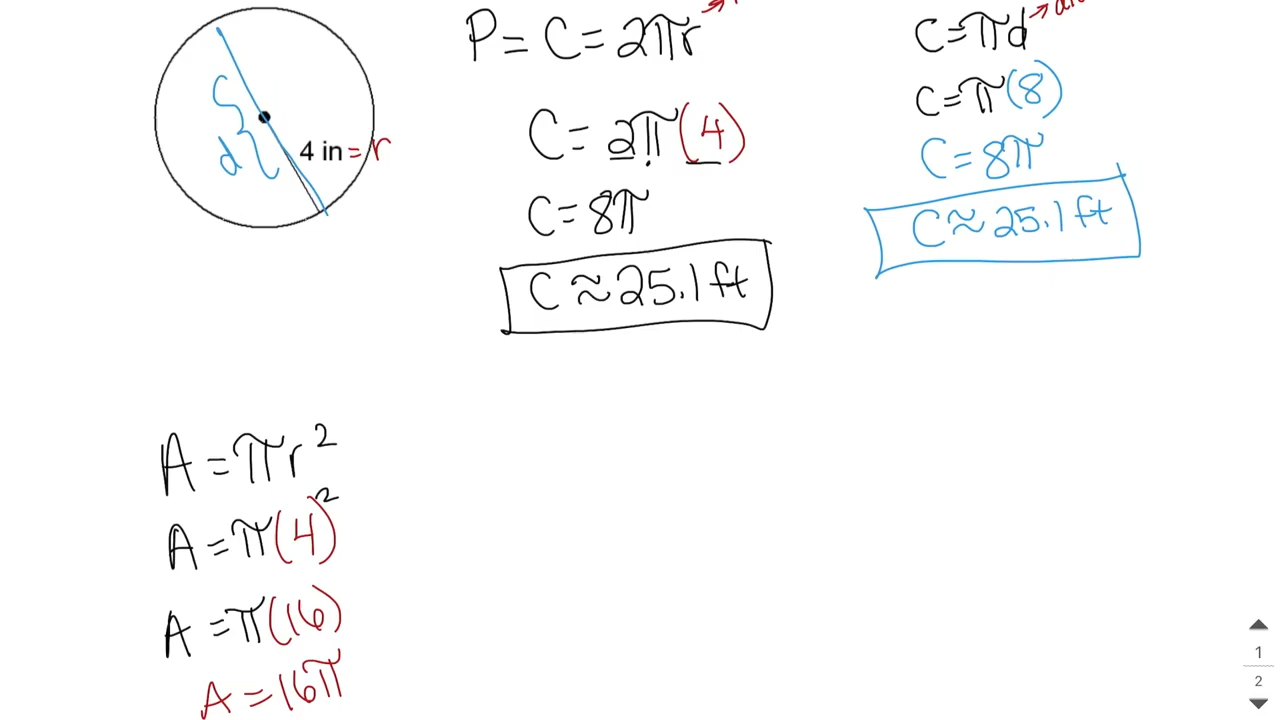 P = C = 2πr
C = 2π(4)
C = 8π
C ≈ 25.1 ft
C = πd
C = π(8)
C = 8π
C ≈ 25.1 ft
d
4 in = r
A = πr²
A = π(4)²
A = π(16)
A = 16π
1
2